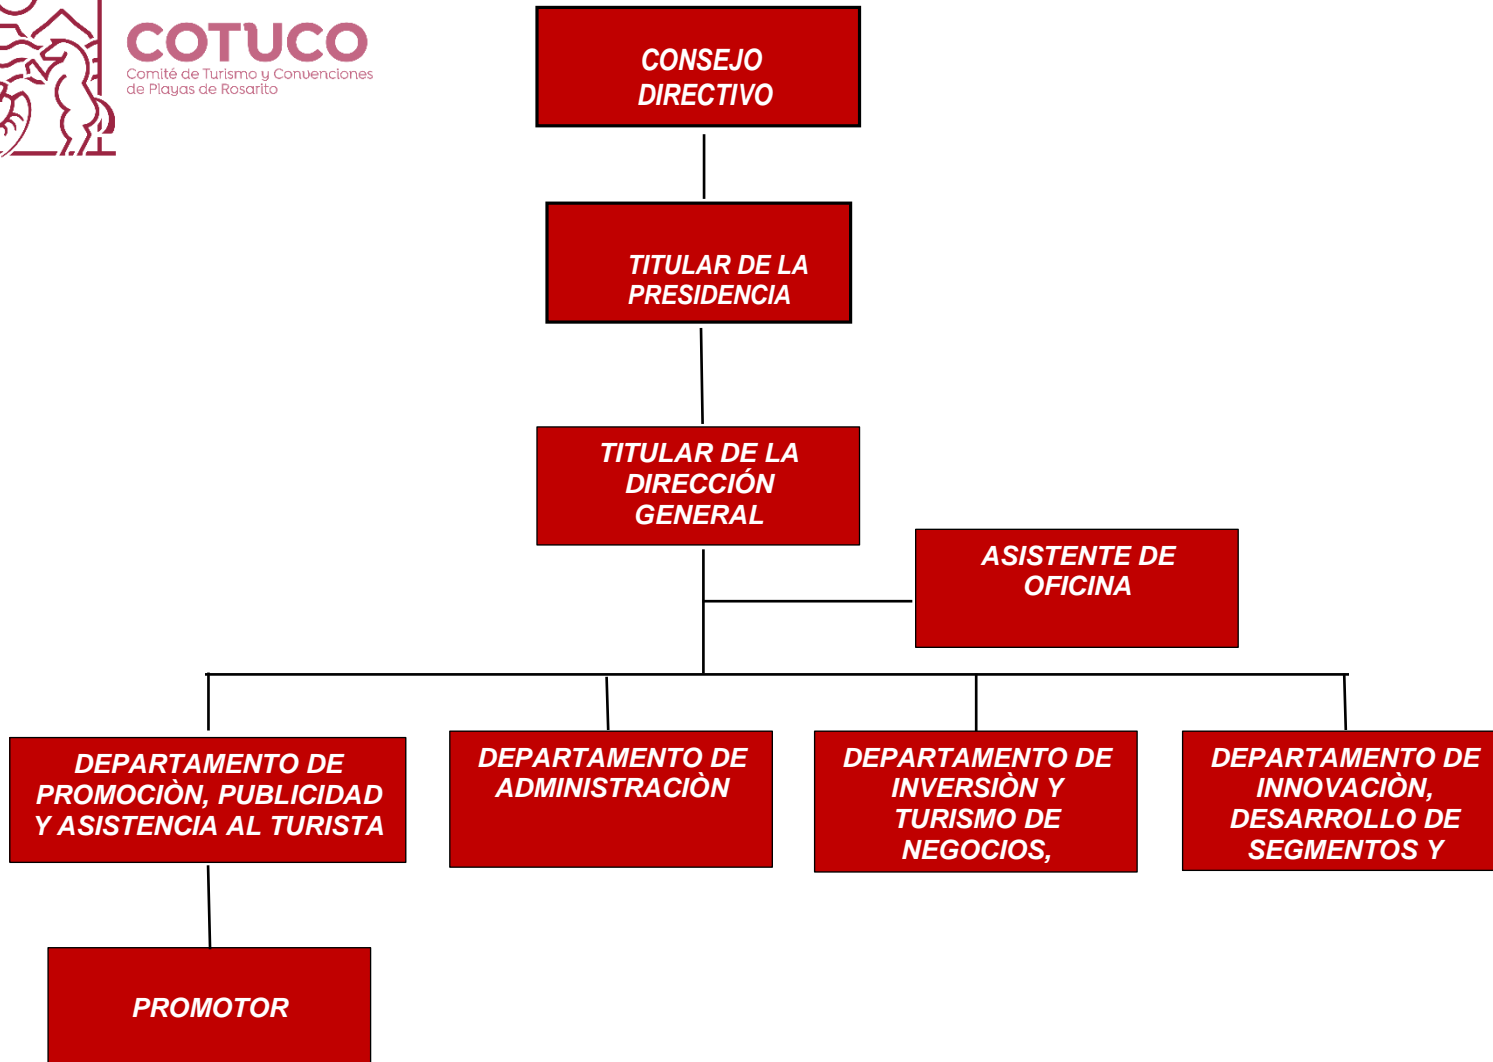 COTUCO
Comité de Turismo y Convenciones
de Playas de Rosarito
CONSEJO
DIRECTIVO
TITULAR DE LA
PRESIDENCIA
TITULAR DE LA
DIRECCIÓN
GENERAL
ASISTENTE DE
OFICINA
DEPARTAMENTO DE
PROMOCIÒN, PUBLICIDAD
Y ASISTENCIA AL TURISTA
DEPARTAMENTO DE
ADMINISTRACIÒN
DEPARTAMENTO DE
INVERSIÒN Y
TURISMO DE
NEGOCIOS,
DEPARTAMENTO DE
INNOVACIÒN,
DESARROLLO DE
SEGMENTOS Y
PROMOTOR